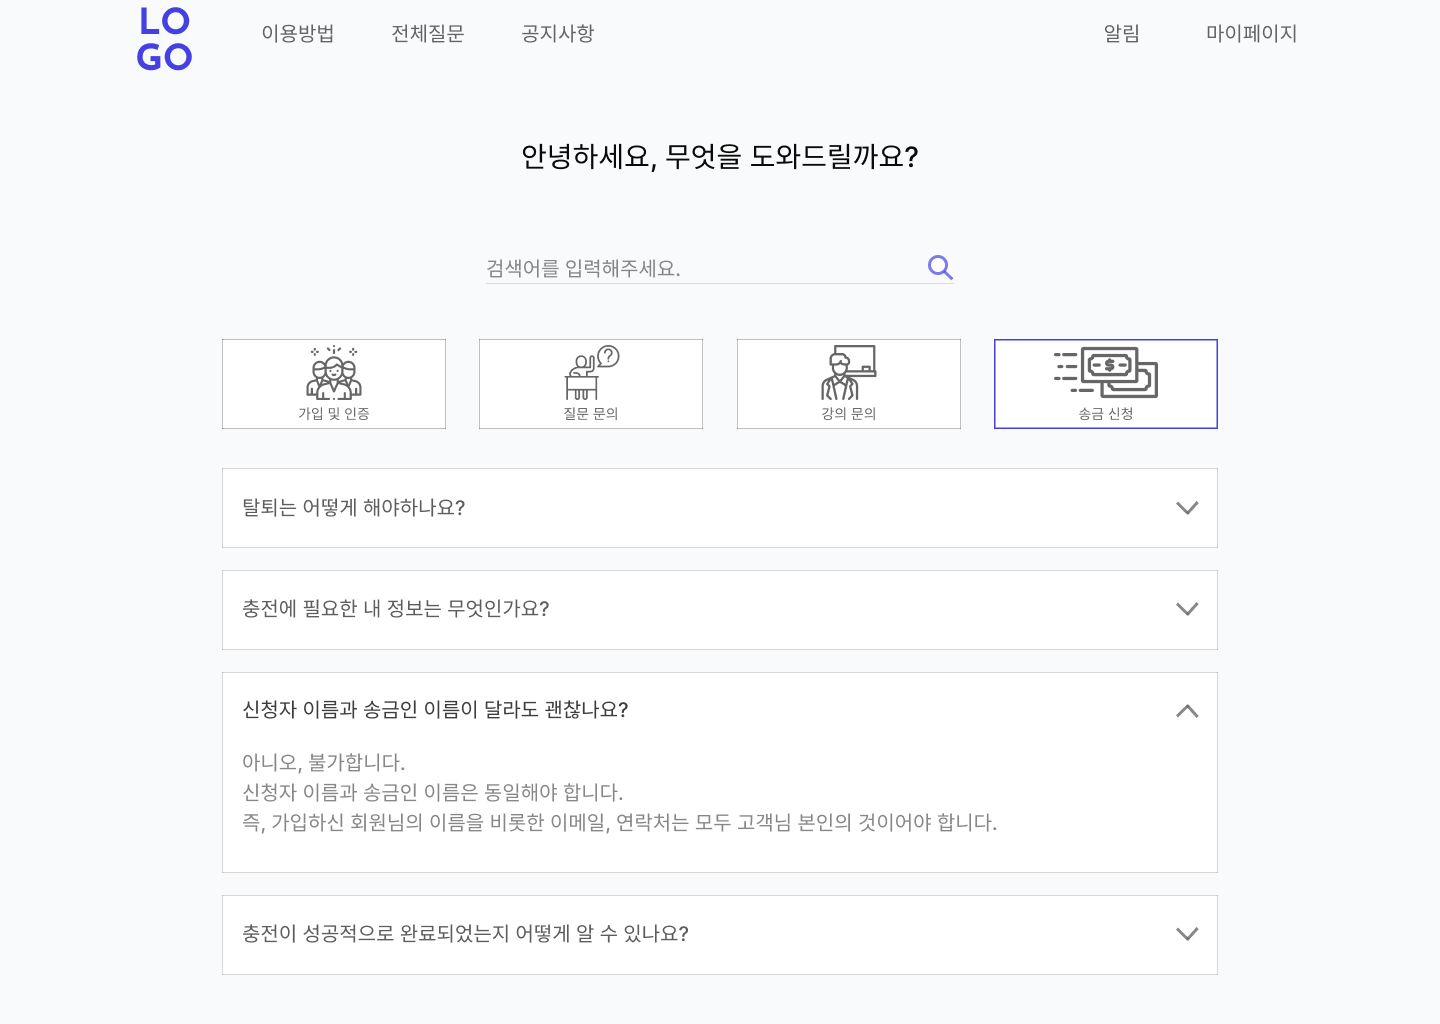 LO
GO
이용방법
전체질문
공지사항
알림
마이페이지
안녕하세요, 무엇을 도와드릴까요?
검색어를 입력해주세요.
가입 및 인증
질문 문의
강의 문의
송금 신청
탈퇴는 어떻게 해야하나요?
충전에 필요한 내 정보는 무엇인가요?
신청자 이름과 송금인 이름이 달라도 괜찮나요?
아니오, 불가합니다.
신청자 이름과 송금인 이름은 동일해야 합니다.
즉, 가입하신 회원님의 이름을 비롯한 이메일, 연락처는 모두 고객님 본인의 것이어야 합니다.
충전이 성공적으로 완료되었는지 어떻게 알 수 있나요?